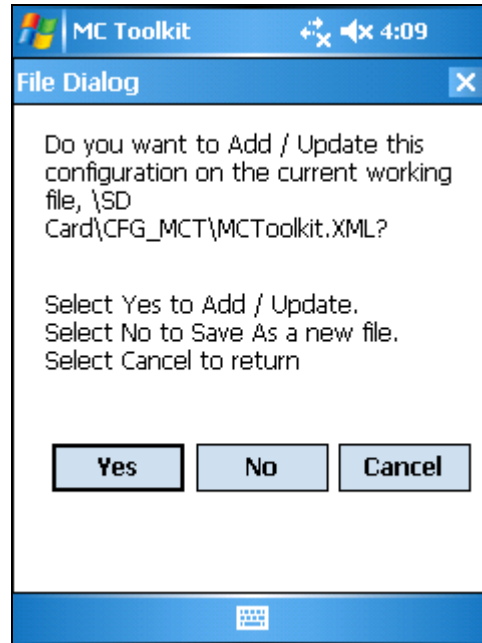 MC Toolkit 4:09
File Dialog
Do you want to Add / Update this
configuration on the current working
file, \SD
Card\CFG_MCT\MCToolkit.XML?
Select Yes to Add / Update.
Select No to Save As a new file.
Select Cancel to return
Yes No Cancel